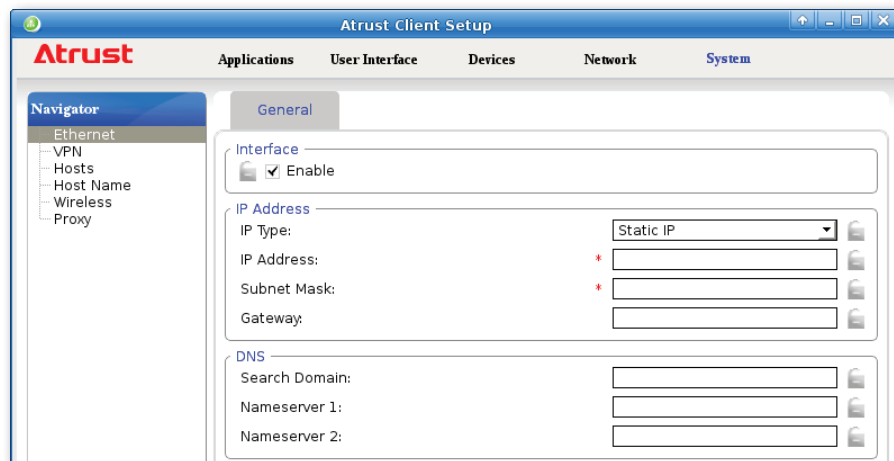 Atrust Client Setup
Atrust Applications User Interface Devices Network System
Navigator
Ethernet
VPN
Hosts
Host Name
Wireless
Proxy
General
Interface
Enable
IP Address
IP Type: Static IP
IP Address: *
Subnet Mask: *
Gateway:
DNS
Search Domain:
Nameserver 1:
Nameserver 2: